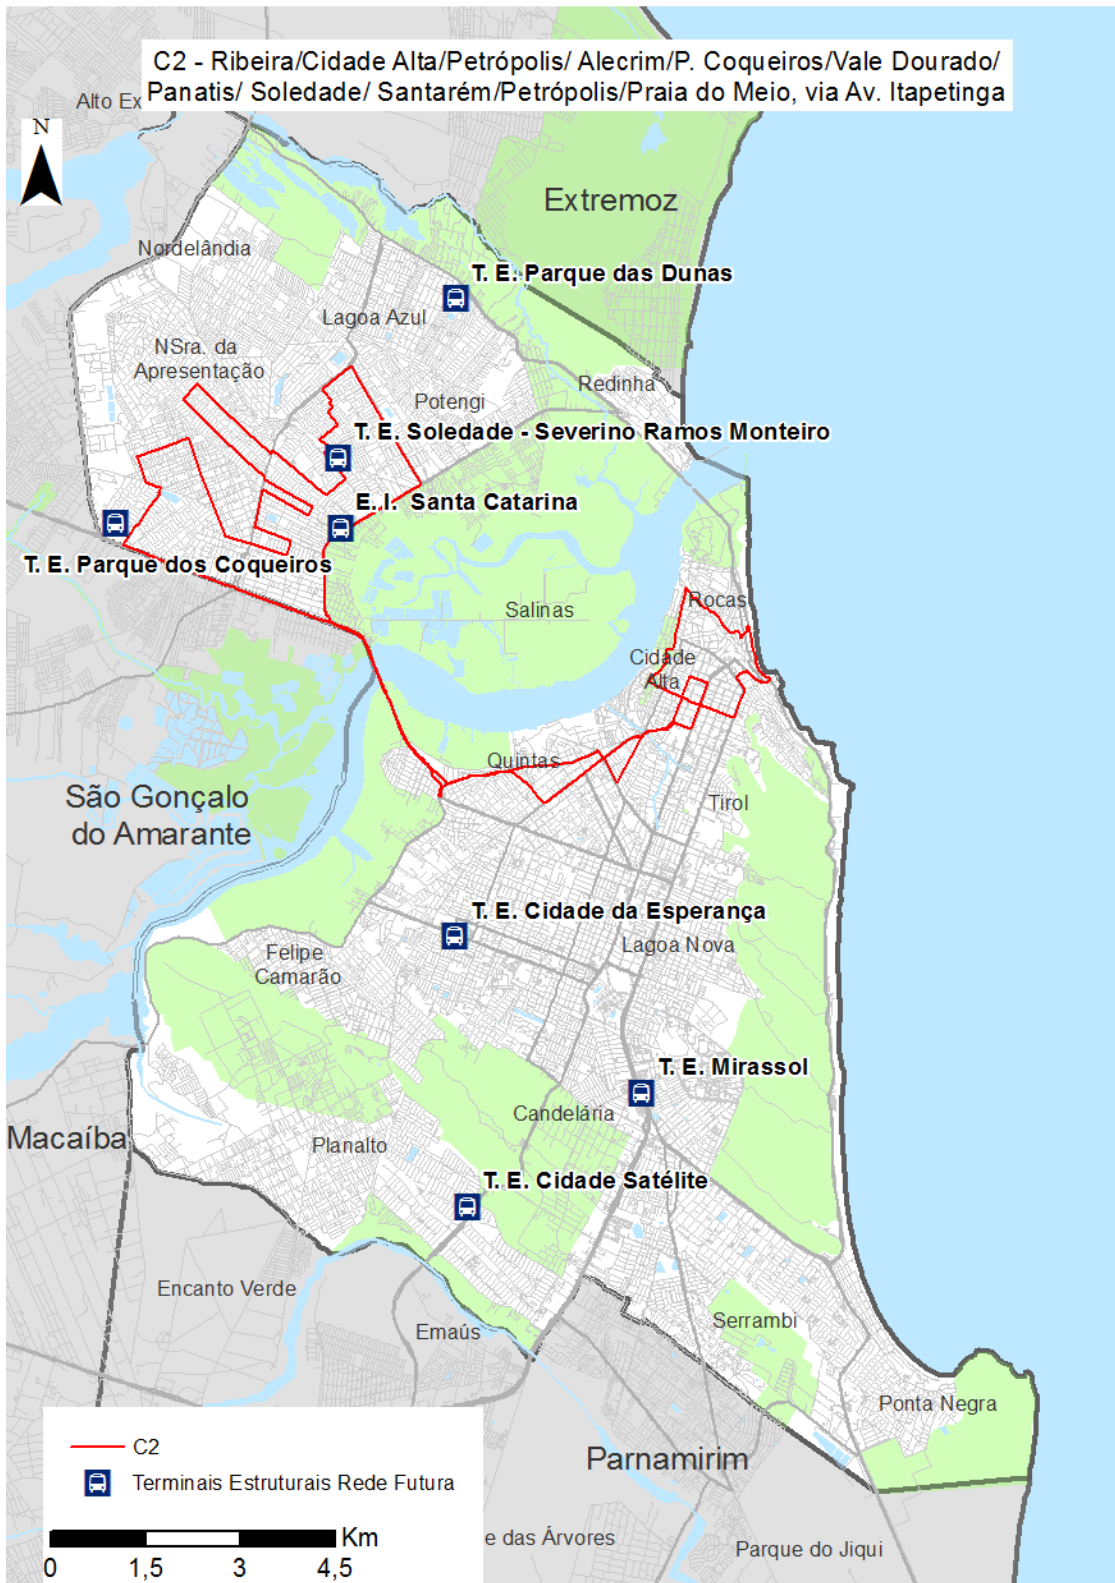 C2 - Ribeira/Cidade Alta/Petrópolis/ Alecrim/P. Coqueiros/Vale Dourado/
Panatis/ Soledade/ Santarém/Petrópolis/Praia do Meio, via Av. Itapetinga
Alto Ex
N
Extremoz
Nordelândia
T. E. Parque das Dunas
Lagoa Azul
NSra. da
Apresentação
Redinha
Potengi
T. E. Soledade - Severino Ramos Monteiro
E. I. Santa Catarina
T. E. Parque dos Coqueiros
Salinas
Rocas
Cidade
Alta
Quintas
São Gonçalo
do Amarante
Tirol
T. E. Cidade da Esperança
Lagoa Nova
Felipe
Camarão
T. E. Mirassol
Candelária
Macaíba
Planalto
T. E. Cidade Satélite
Encanto Verde
Emaús
Serrambi
Ponta Negra
Parnamirim
C2
Terminais Estruturais Rede Futura
Km
0 1,5 3 4,5
e das Árvores
Parque do Jiqui